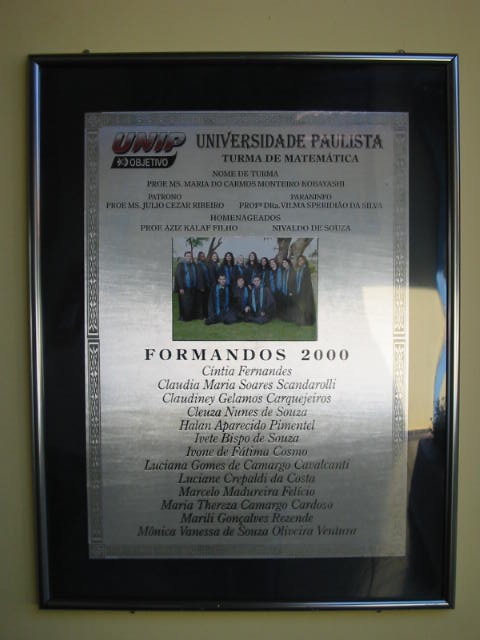 UNIP
OBJETIVO
UNIVERSIDADE PAULISTA
TURMA DE MATEMÁTICA
NOME DE TURMA
PROF. MS. MARIA DO CARMOS MONTEIRO KOBAYASHI
PATRONO PARANINFO
PROF. MS. JULIO CEZAR RIBEIRO PROFª DRa. VILMA SPERIDIÃO DA SILVA
HOMENAGEADOS
PROF. AZIZ KALAF FILHO NIVALDO DE SOUZA
FORMANDOS 2000
Cíntia Fernandes
Claudia Maria Soares Scandarolli
Claudiney Gelamos Carquejeiros
Cleuza Nunes de Souza
Halan Aparecido Pimentel
Ivete Bispo de Souza
Ivone de Fátima Cosmo
Luciana Gomes de Camargo Cavalcanti
Luciane Crepaldi da Costa
Marcelo Madureira Felício
Maria Thereza Camargo Cardoso
Marili Gonçalves Rezende
Mônica Vanessa de Souza Oliveira Ventura